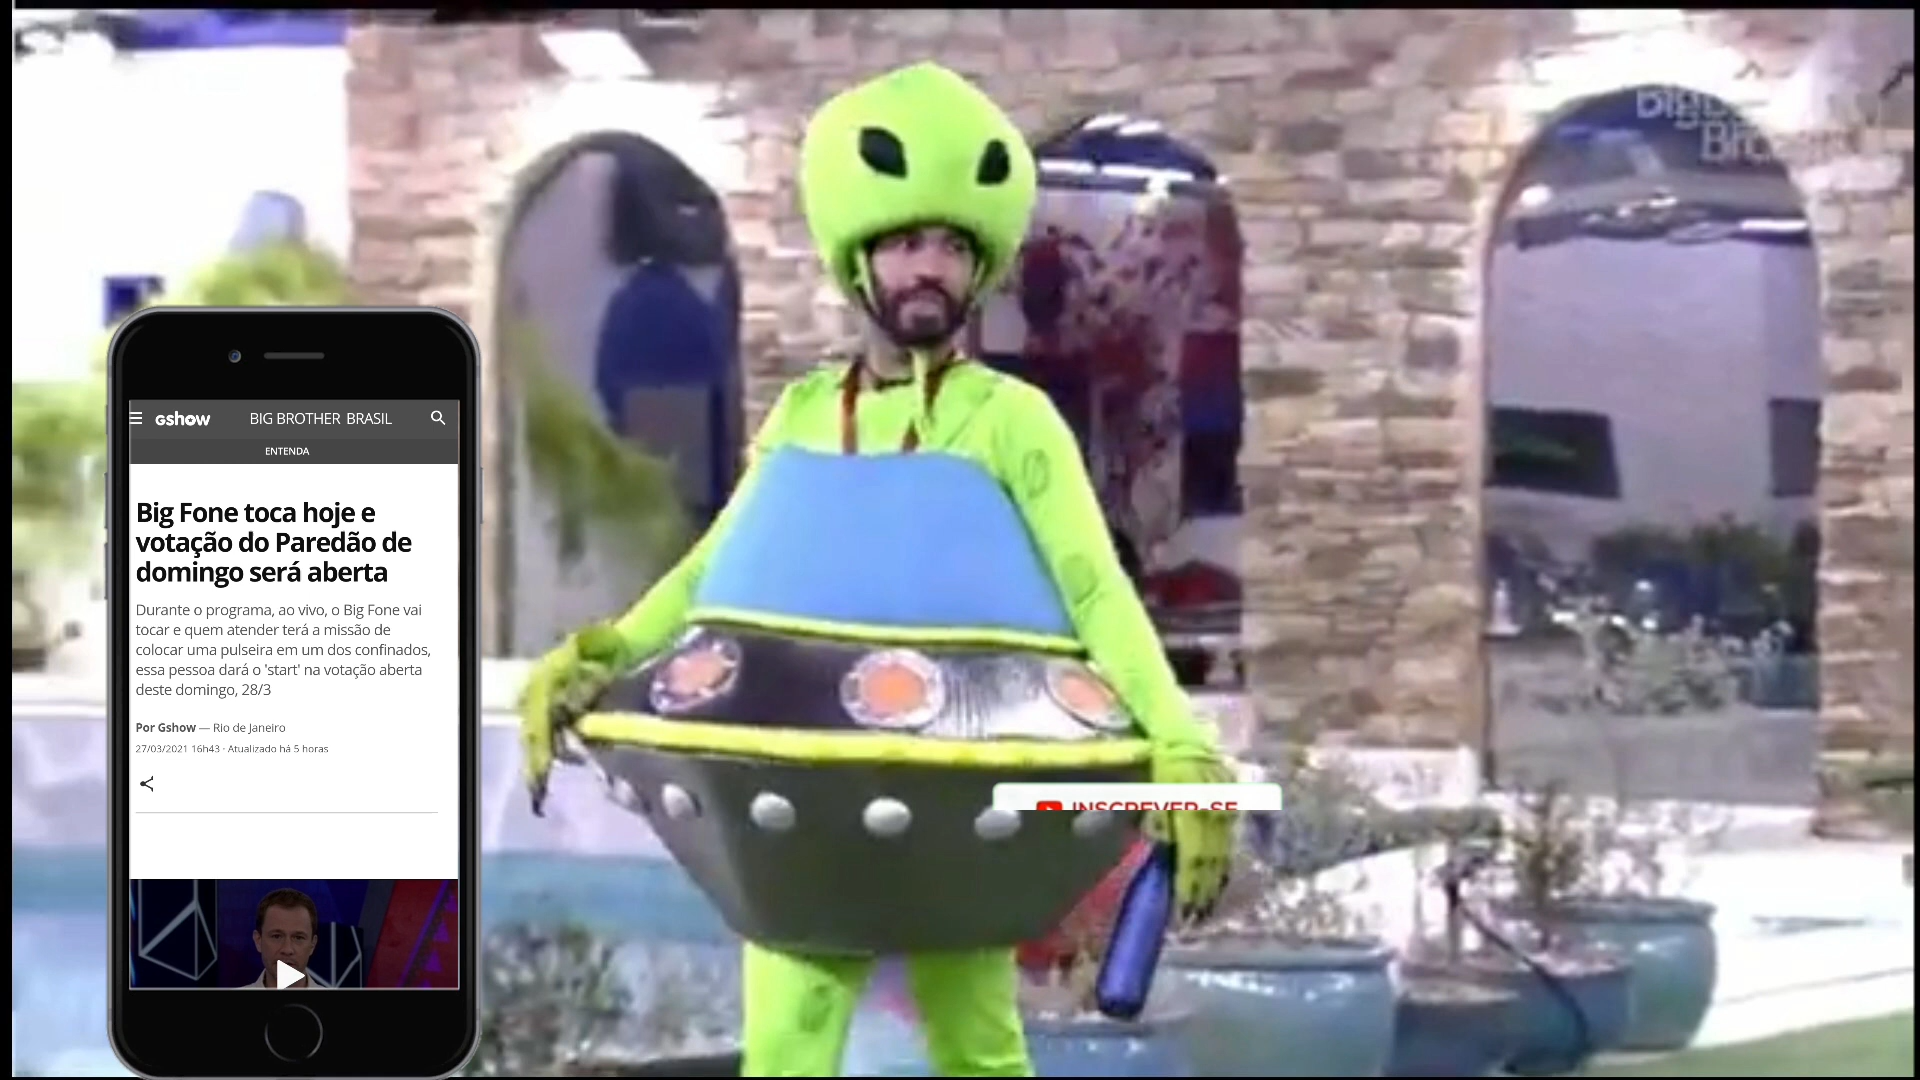 Gshow BIG BROTHER BRASIL
ENTENDA
Big Fone toca hoje e
votação do Paredão de
domingo será aberta
Durante o programa, ao vivo, o Big Fone vai
tocar e quem atender terá a missão de
colocar uma pulseira em um dos confinados,
essa pessoa dará o 'start' na votação aberta
deste domingo, 28/3
Por Gshow — Rio de Janeiro
27/03/2021 16h43 · Atualizado há 5 horas
INSCREVER-SE